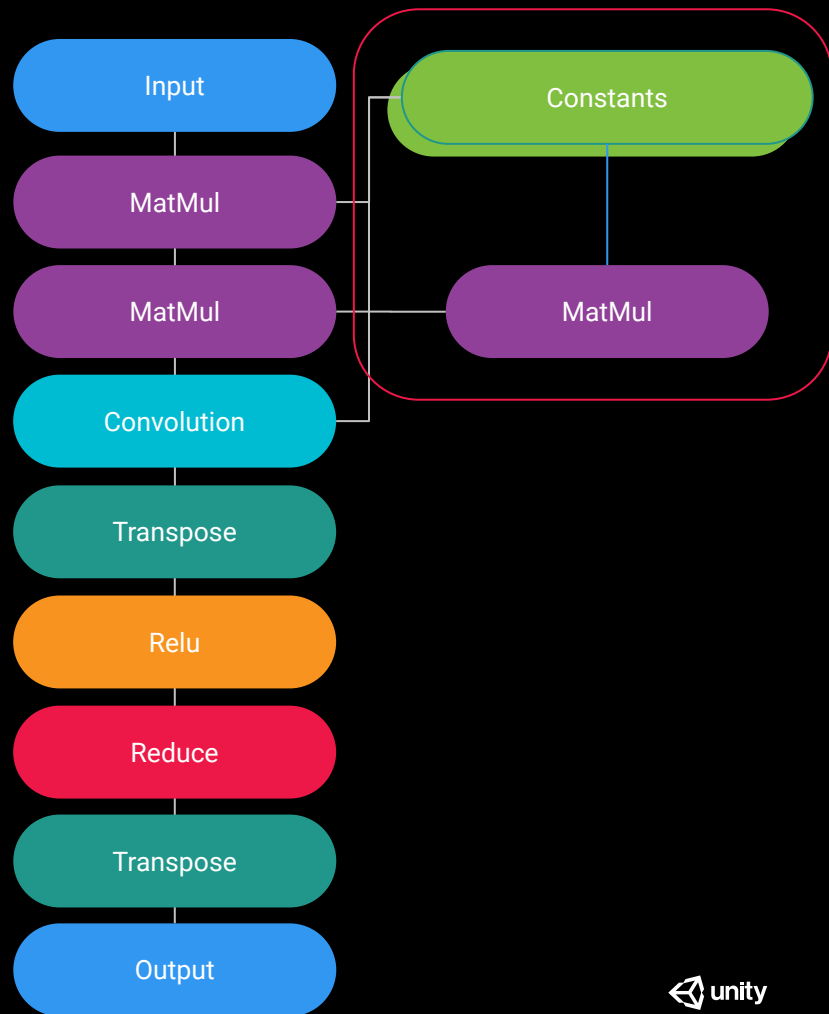 Input
Constants
MatMul
MatMul
MatMul
Convolution
Transpose
Relu
Reduce
Transpose
Output
unity